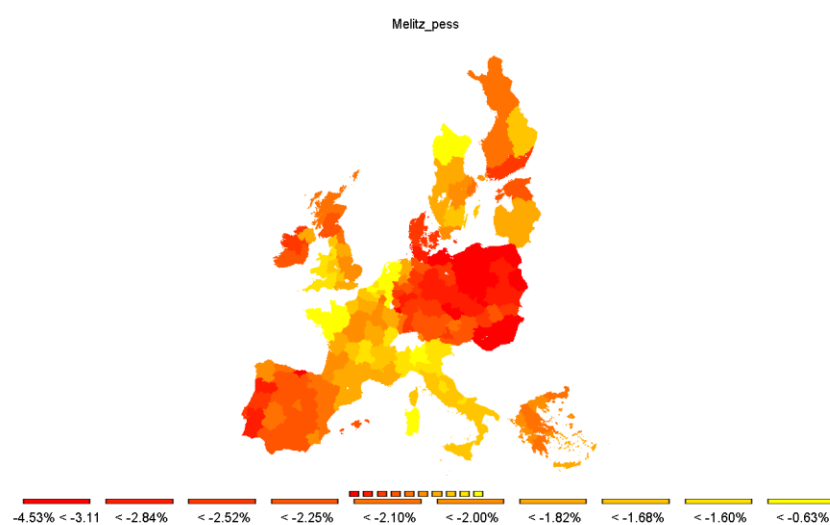 Melitz_pess
-4.53% < -3.11 < -2.84% < -2.52% < -2.25% < -2.10% < -2.00% < -1.82% < -1.68% < -1.60% < -0.63%